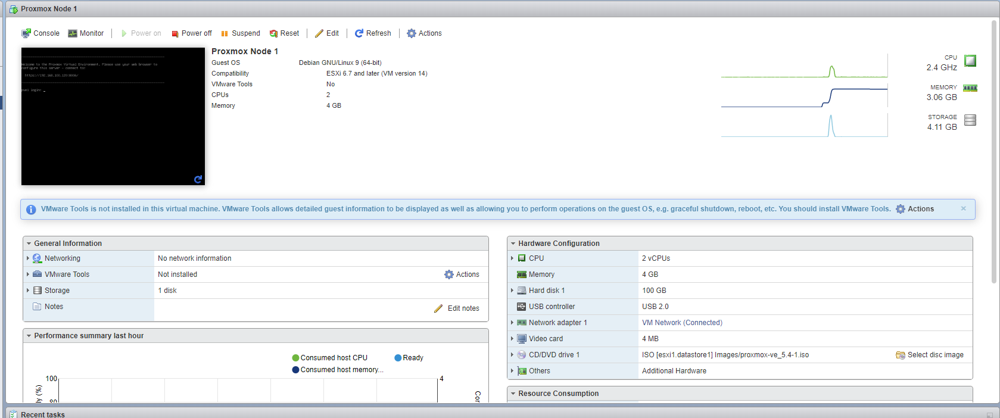 Proxmox Node 1
Console Monitor Power on Power off Suspend Reset Edit Refresh Actions
Welcome to the Proxmox Virtual Environment. Please use your web browser to
configure this server - connect to:
https://192.168.100.120:8006/
pve1 login: _
Proxmox Node 1
Guest OS Debian GNU/Linux 9 (64-bit)
Compatibility ESXi 6.7 and later (VM version 14)
VMware Tools No
CPUs 2
Memory 4 GB
CPU
2.4 GHz
MEMORY
3.06 GB
STORAGE
4.11 GB
VMware Tools is not installed in this virtual machine. VMware Tools allows detailed guest information to be displayed as well as allowing you to perform operations on the guest OS, e.g. graceful shutdown, reboot, etc. You should install VMware Tools. Actions
General Information
Networking No network information
VMware Tools Not installed Actions
Storage 1 disk
Notes Edit notes
Performance summary last hour
Consumed host CPU Ready
Consumed host memory...
100 4
80
ly (%)
Cor
Hardware Configuration
CPU 2 vCPUs
Memory 4 GB
Hard disk 1 100 GB
USB controller USB 2.0
Network adapter 1 VM Network (Connected)
Video card 4 MB
CD/DVD drive 1 ISO [esxi1.datastore1] Images/proxmox-ve_5.4-1.iso Select disc image
Others Additional Hardware
Resource Consumption
Recent tasks